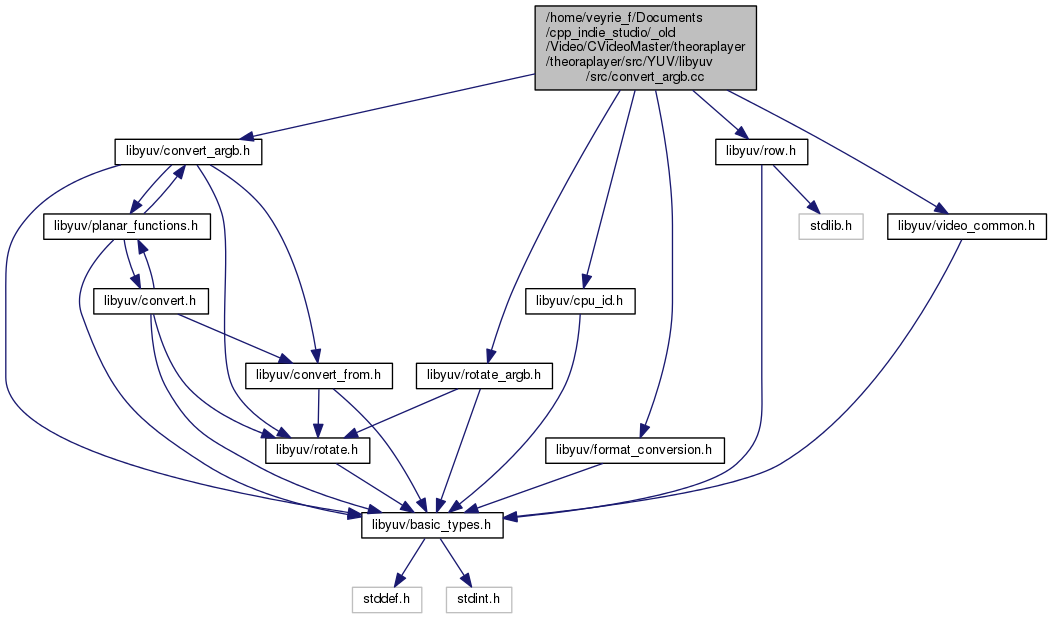 /home/veyrie_f/Documents
/cpp_indie_studio/_old
/Video/CVideoMaster/theoraplayer
/theoraplayer/src/YUV/libyuv
/src/convert_argb.cc
libyuv/convert_argb.h
libyuv/row.h
libyuv/planar_functions.h
stdlib.h
libyuv/video_common.h
libyuv/convert.h
libyuv/cpu_id.h
libyuv/convert_from.h
libyuv/rotate_argb.h
libyuv/rotate.h
libyuv/format_conversion.h
libyuv/basic_types.h
stddef.h
stdint.h